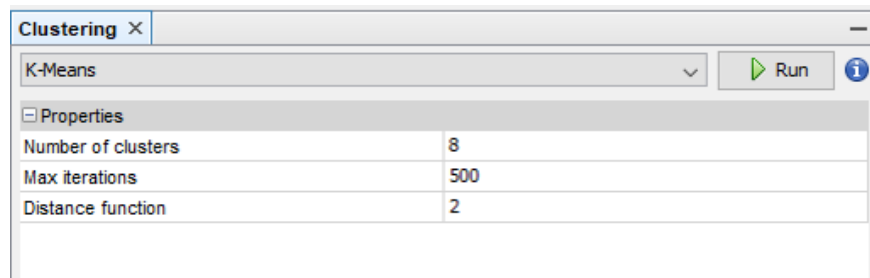 Clustering
K-Means Run
Properties
Number of clusters 8
Max iterations 500
Distance function 2